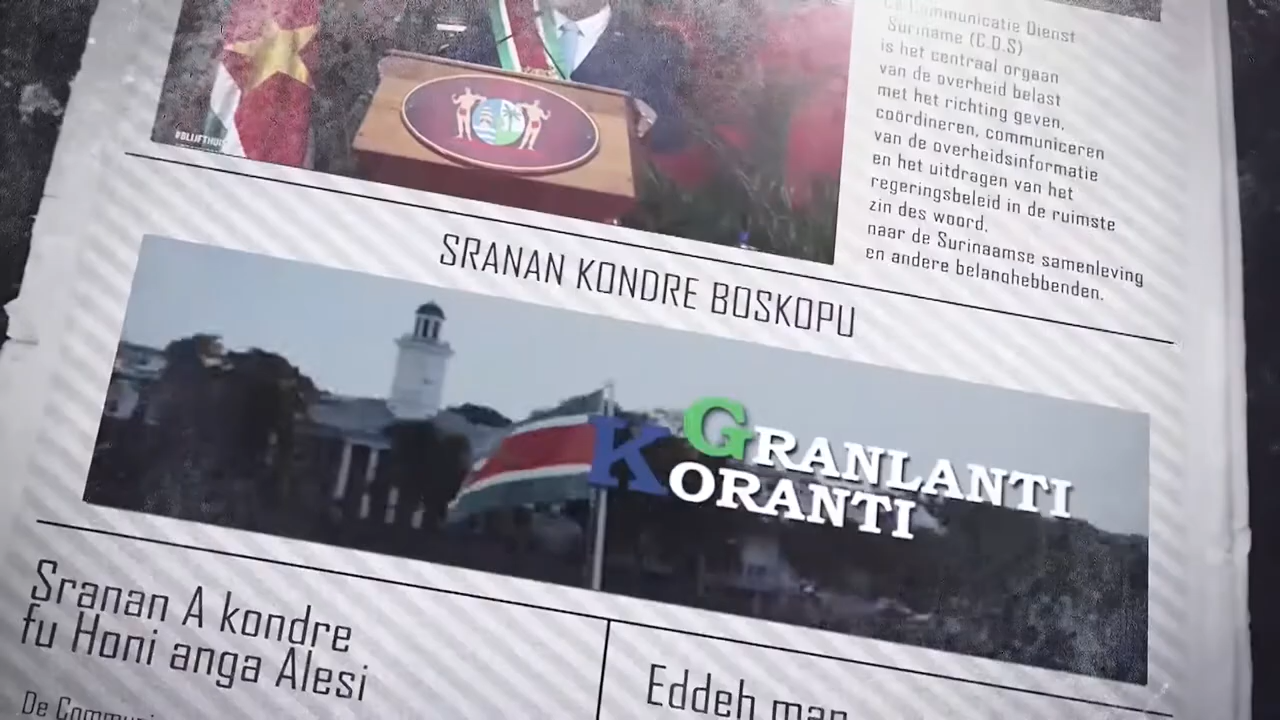 De Communicatie Dienst
Suriname (C.D.S)
is het centraal orgaan
van de overheid belast
met het richting geven,
coördineren, communiceren
van de overheidsinformatie
en het uitdragen van het
regeringsbeleid in de ruimste
zin des woord.
naar de Surinaamse samenleving
en andere belanghebbenden.
SRANAN KONDRE BOSKOPU
GRANLANTI
KORANTI
Sranan A kondre
fu Honi anga Alesi
De
Eddeh man